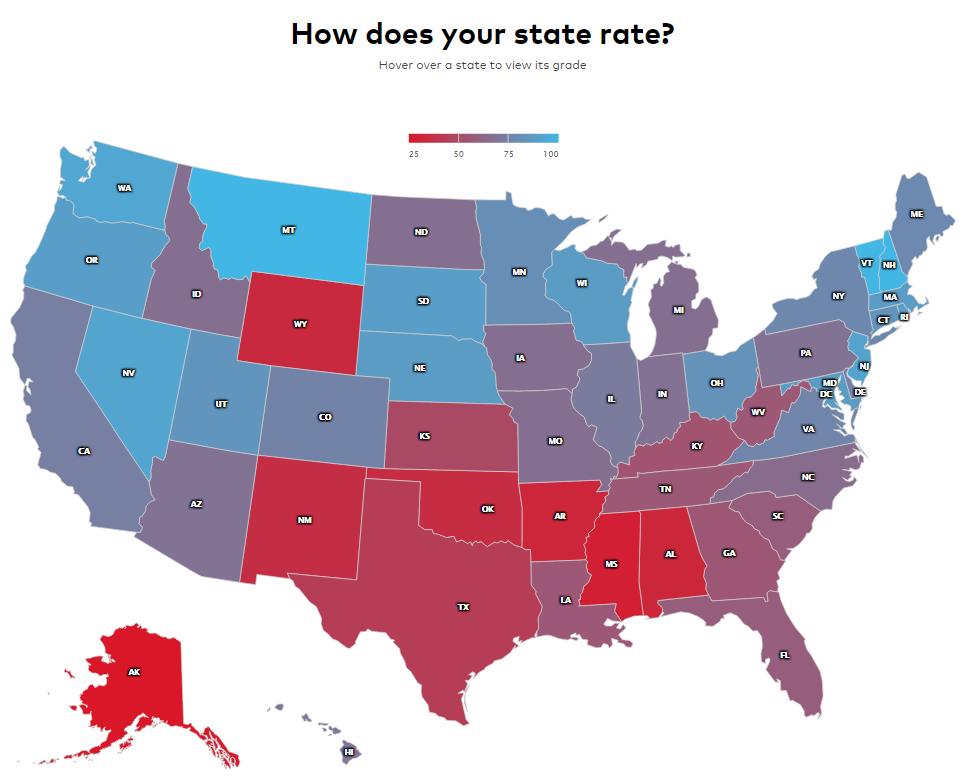 How does your state rate?
Hover over a state to view its grade
25 50 75 100
WA
MT
ND
ME
OR
MN
VT NH
ID
SD
WI
NY
MA
WY
MI
CT RI
NV
NE
IA
PA
NJ
UT
OH
MD
DE
CO
IL
IN
DC
WV
VA
CA
KS
MO
KY
AZ
NM
OK
AR
TN
NC
SC
MS
AL
GA
TX
LA
FL
AK
HI